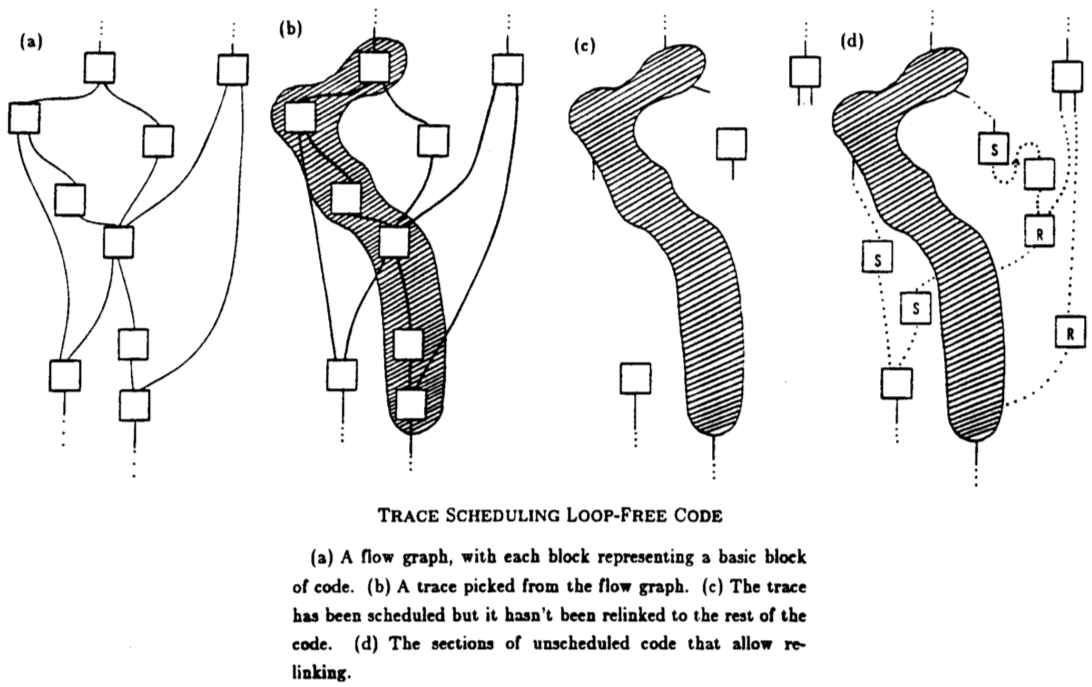 (a)
(b)
(c)
(d)
S
R
S
S
R
TRACE SCHEDULING LOOP-FREE CODE
(a) A flow graph, with each block representing a basic block
of code. (b) A trace picked from the flow graph. (c) The trace
has been scheduled but it hasn't been relinked to the rest of the
code. (d) The sections of unscheduled code that allow re-
linking.